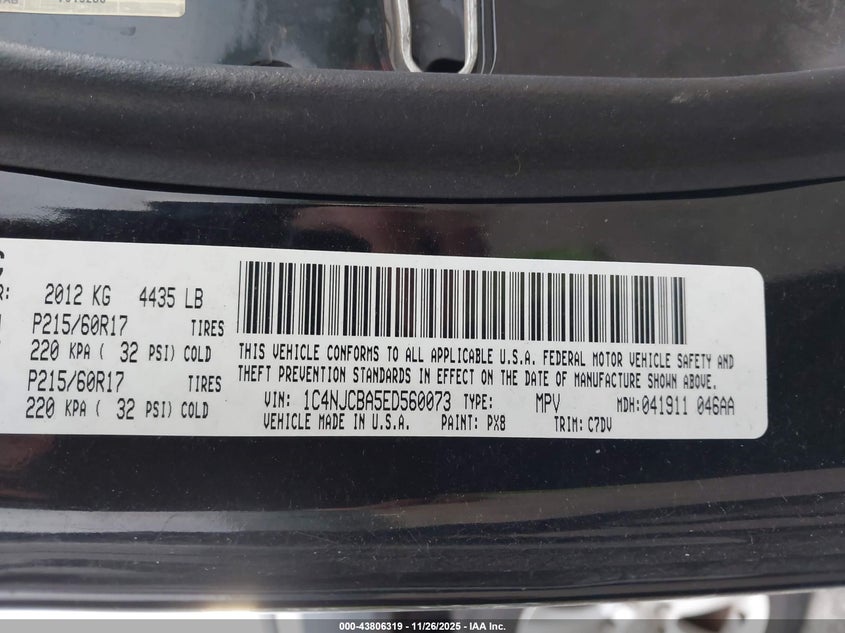 2012 KG 4435 LB
P215/60R17 TIRES
220 KPA ( 32 PSI) COLD
P215/60R17 TIRES
220 KPA ( 32 PSI) COLD
THIS VEHICLE CONFORMS TO ALL APPLICABLE U.S.A. FEDERAL MOTOR VEHICLE SAFETY AND
THEFT PREVENTION STANDARDS IN EFFECT ON THE DATE OF MANUFACTURE SHOWN ABOVE.
VIN: 1C4NJCBA5ED560073 TYPE: MPV MDH:041911 046AA
VEHICLE MADE IN U.S.A. PAINT: PX8 TRIM: C7DV
000-43806319 - 11/26/2025 - IAA Inc.